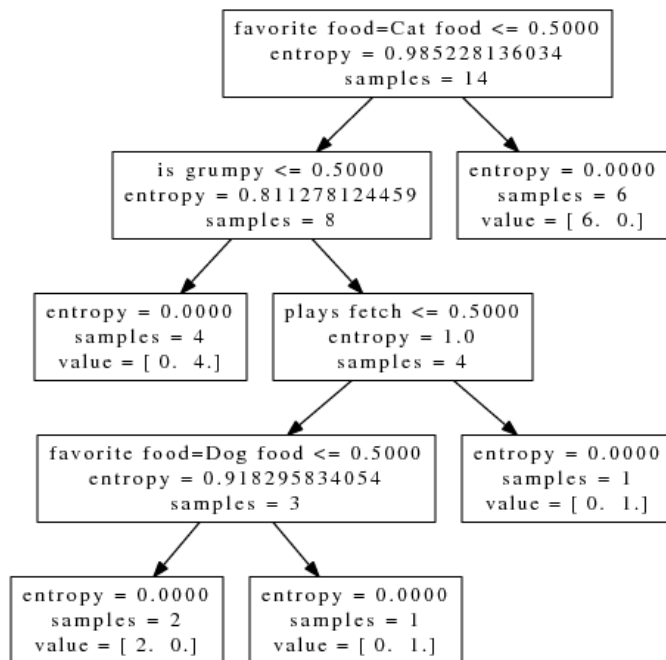 favorite food=Cat food <= 0.5000
entropy = 0.985228136034
samples = 14
is grumpy <= 0.5000
entropy = 0.811278124459
samples = 8
entropy = 0.0000
samples = 6
value = [ 6. 0.]
entropy = 0.0000
samples = 4
value = [ 0. 4.]
plays fetch <= 0.5000
entropy = 1.0
samples = 4
favorite food=Dog food <= 0.5000
entropy = 0.918295834054
samples = 3
entropy = 0.0000
samples = 1
value = [ 0. 1.]
entropy = 0.0000
samples = 2
value = [ 2. 0.]
entropy = 0.0000
samples = 1
value = [ 0. 1.]